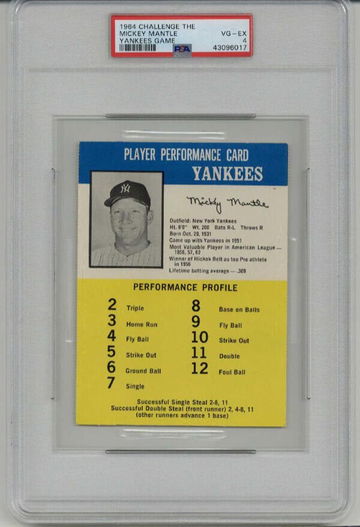 1964 CHALLENGE THE
MICKEY MANTLE VG-EX
YANKEES GAME PSA 4
43096017
PLAYER PERFORMANCE CARD
YANKEES
Mickey Mantle
Outfield: New York Yankees
Ht. 6'0" Wt. 200 Bats R-L Throws R
Born Oct. 20, 1931
Came up with Yankees in 1951
Most Valuable Player in American League —
1956, 57, 62
Winner of Hickok Belt as top Pro athlete
in 1956
Lifetime batting average — .309
PERFORMANCE PROFILE
2 Triple
3 Home Run
4 Fly Ball
5 Strike Out
6 Ground Ball
7 Single
8 Base on Balls
9 Fly Ball
10 Strike Out
11 Double
12 Foul Ball
Successful Single Steal 2-6, 11
Successful Double Steal (front runner) 2, 4-8, 11
(other runners advance 1 base)